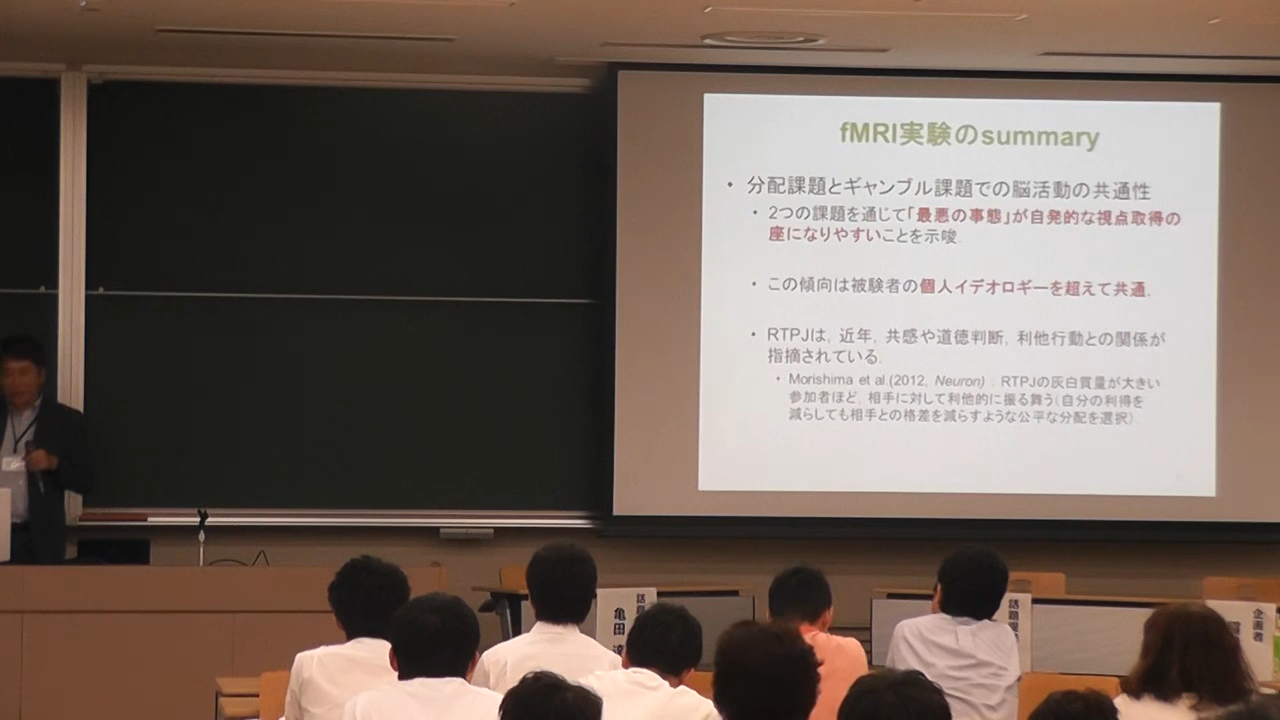 fMRI実験のsummary
• 分配課題とギャンブル課題での脳活動の共通性
• 2つの課題を通じて「最悪の事態」が自発的な視点取得の
座になりやすいことを示唆.
• この傾向は被験者の個人イデオロギーを超えて共通.
• RTPJは, 近年, 共感や道徳判断, 利他行動との関係が
指摘されている.
• Morishima et al.(2012, Neuron) . RTPJの灰白質量が大きい
参加者ほど, 相手に対して利他的に振る舞う(自分の利得を
減らしても相手との格差を減らすような公平な分配を選択)
話題
亀田
話題提
企画者